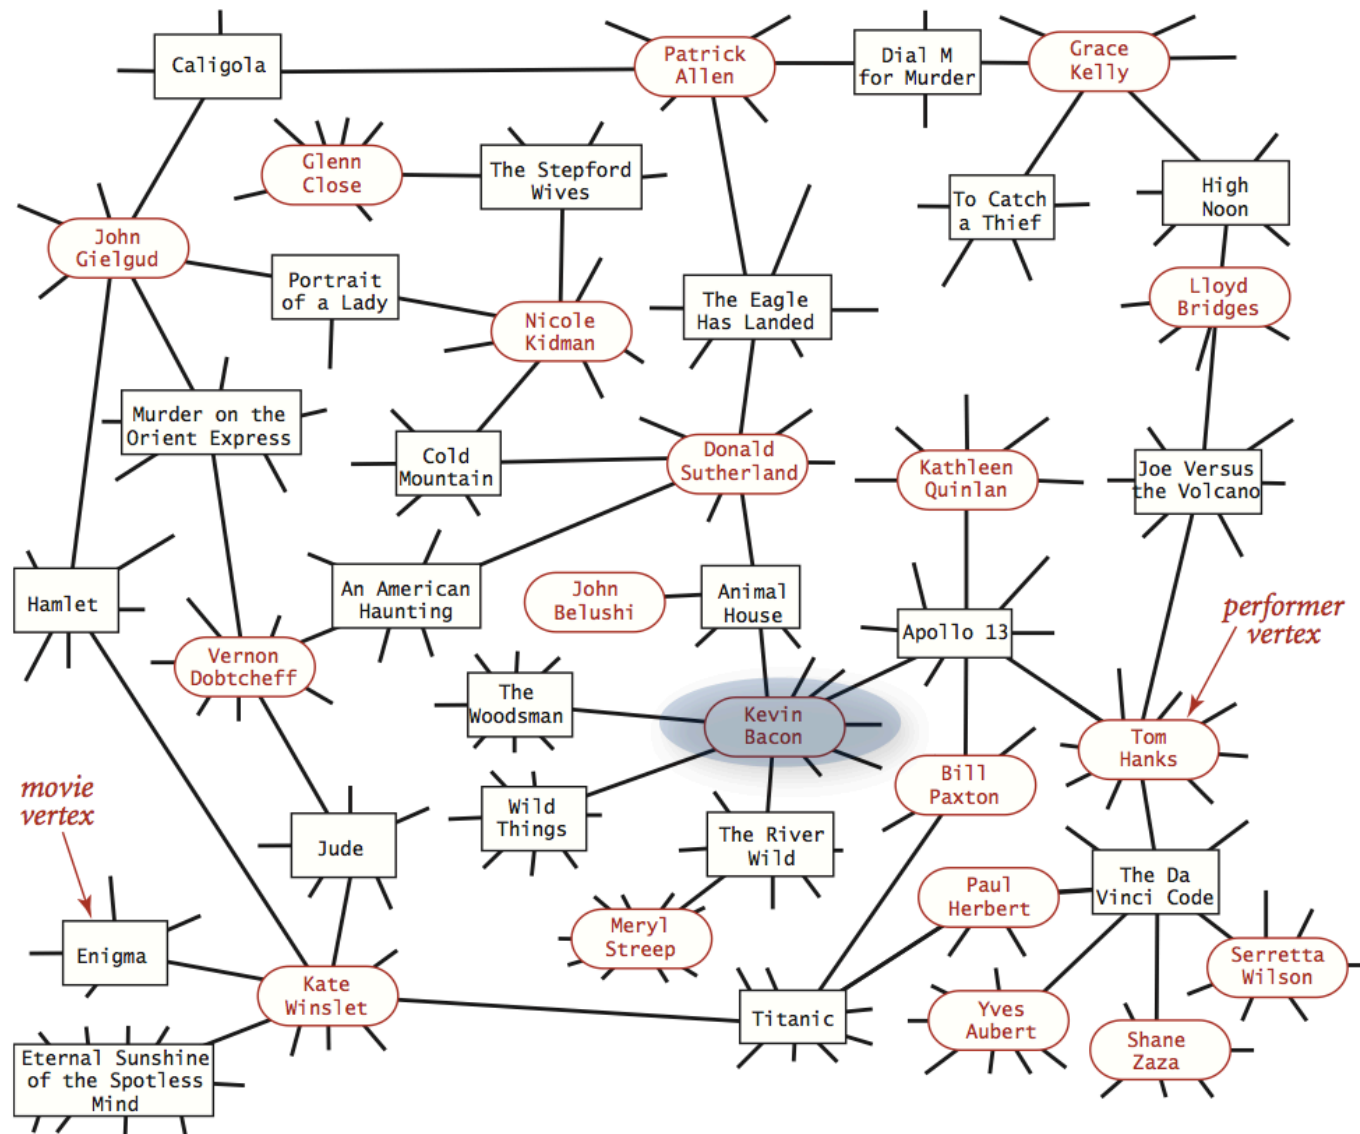 Caligola
Patrick
Allen
Dial M
for Murder
Grace
Kelly
Glenn
Close
The Stepford
Wives
To Catch
a Thief
High
Noon
John
Gielgud
Portrait
of a Lady
Nicole
Kidman
The Eagle
Has Landed
Lloyd
Bridges
Murder on the
Orient Express
Cold
Mountain
Donald
Sutherland
Kathleen
Quinlan
Joe Versus
the Volcano
Hamlet
An American
Haunting
John
Belushi
Animal
House
Apollo 13
performer
vertex
Vernon
Dobtcheff
The
Woodsman
Kevin
Bacon
Tom
Hanks
Bill
Paxton
movie
vertex
Wild
Things
The River
Wild
Jude
The Da
Vinci Code
Paul
Herbert
Meryl
Streep
Enigma
Serretta
Wilson
Kate
Winslet
Titanic
Yves
Aubert
Shane
Zaza
Eternal Sunshine
of the Spotless
Mind